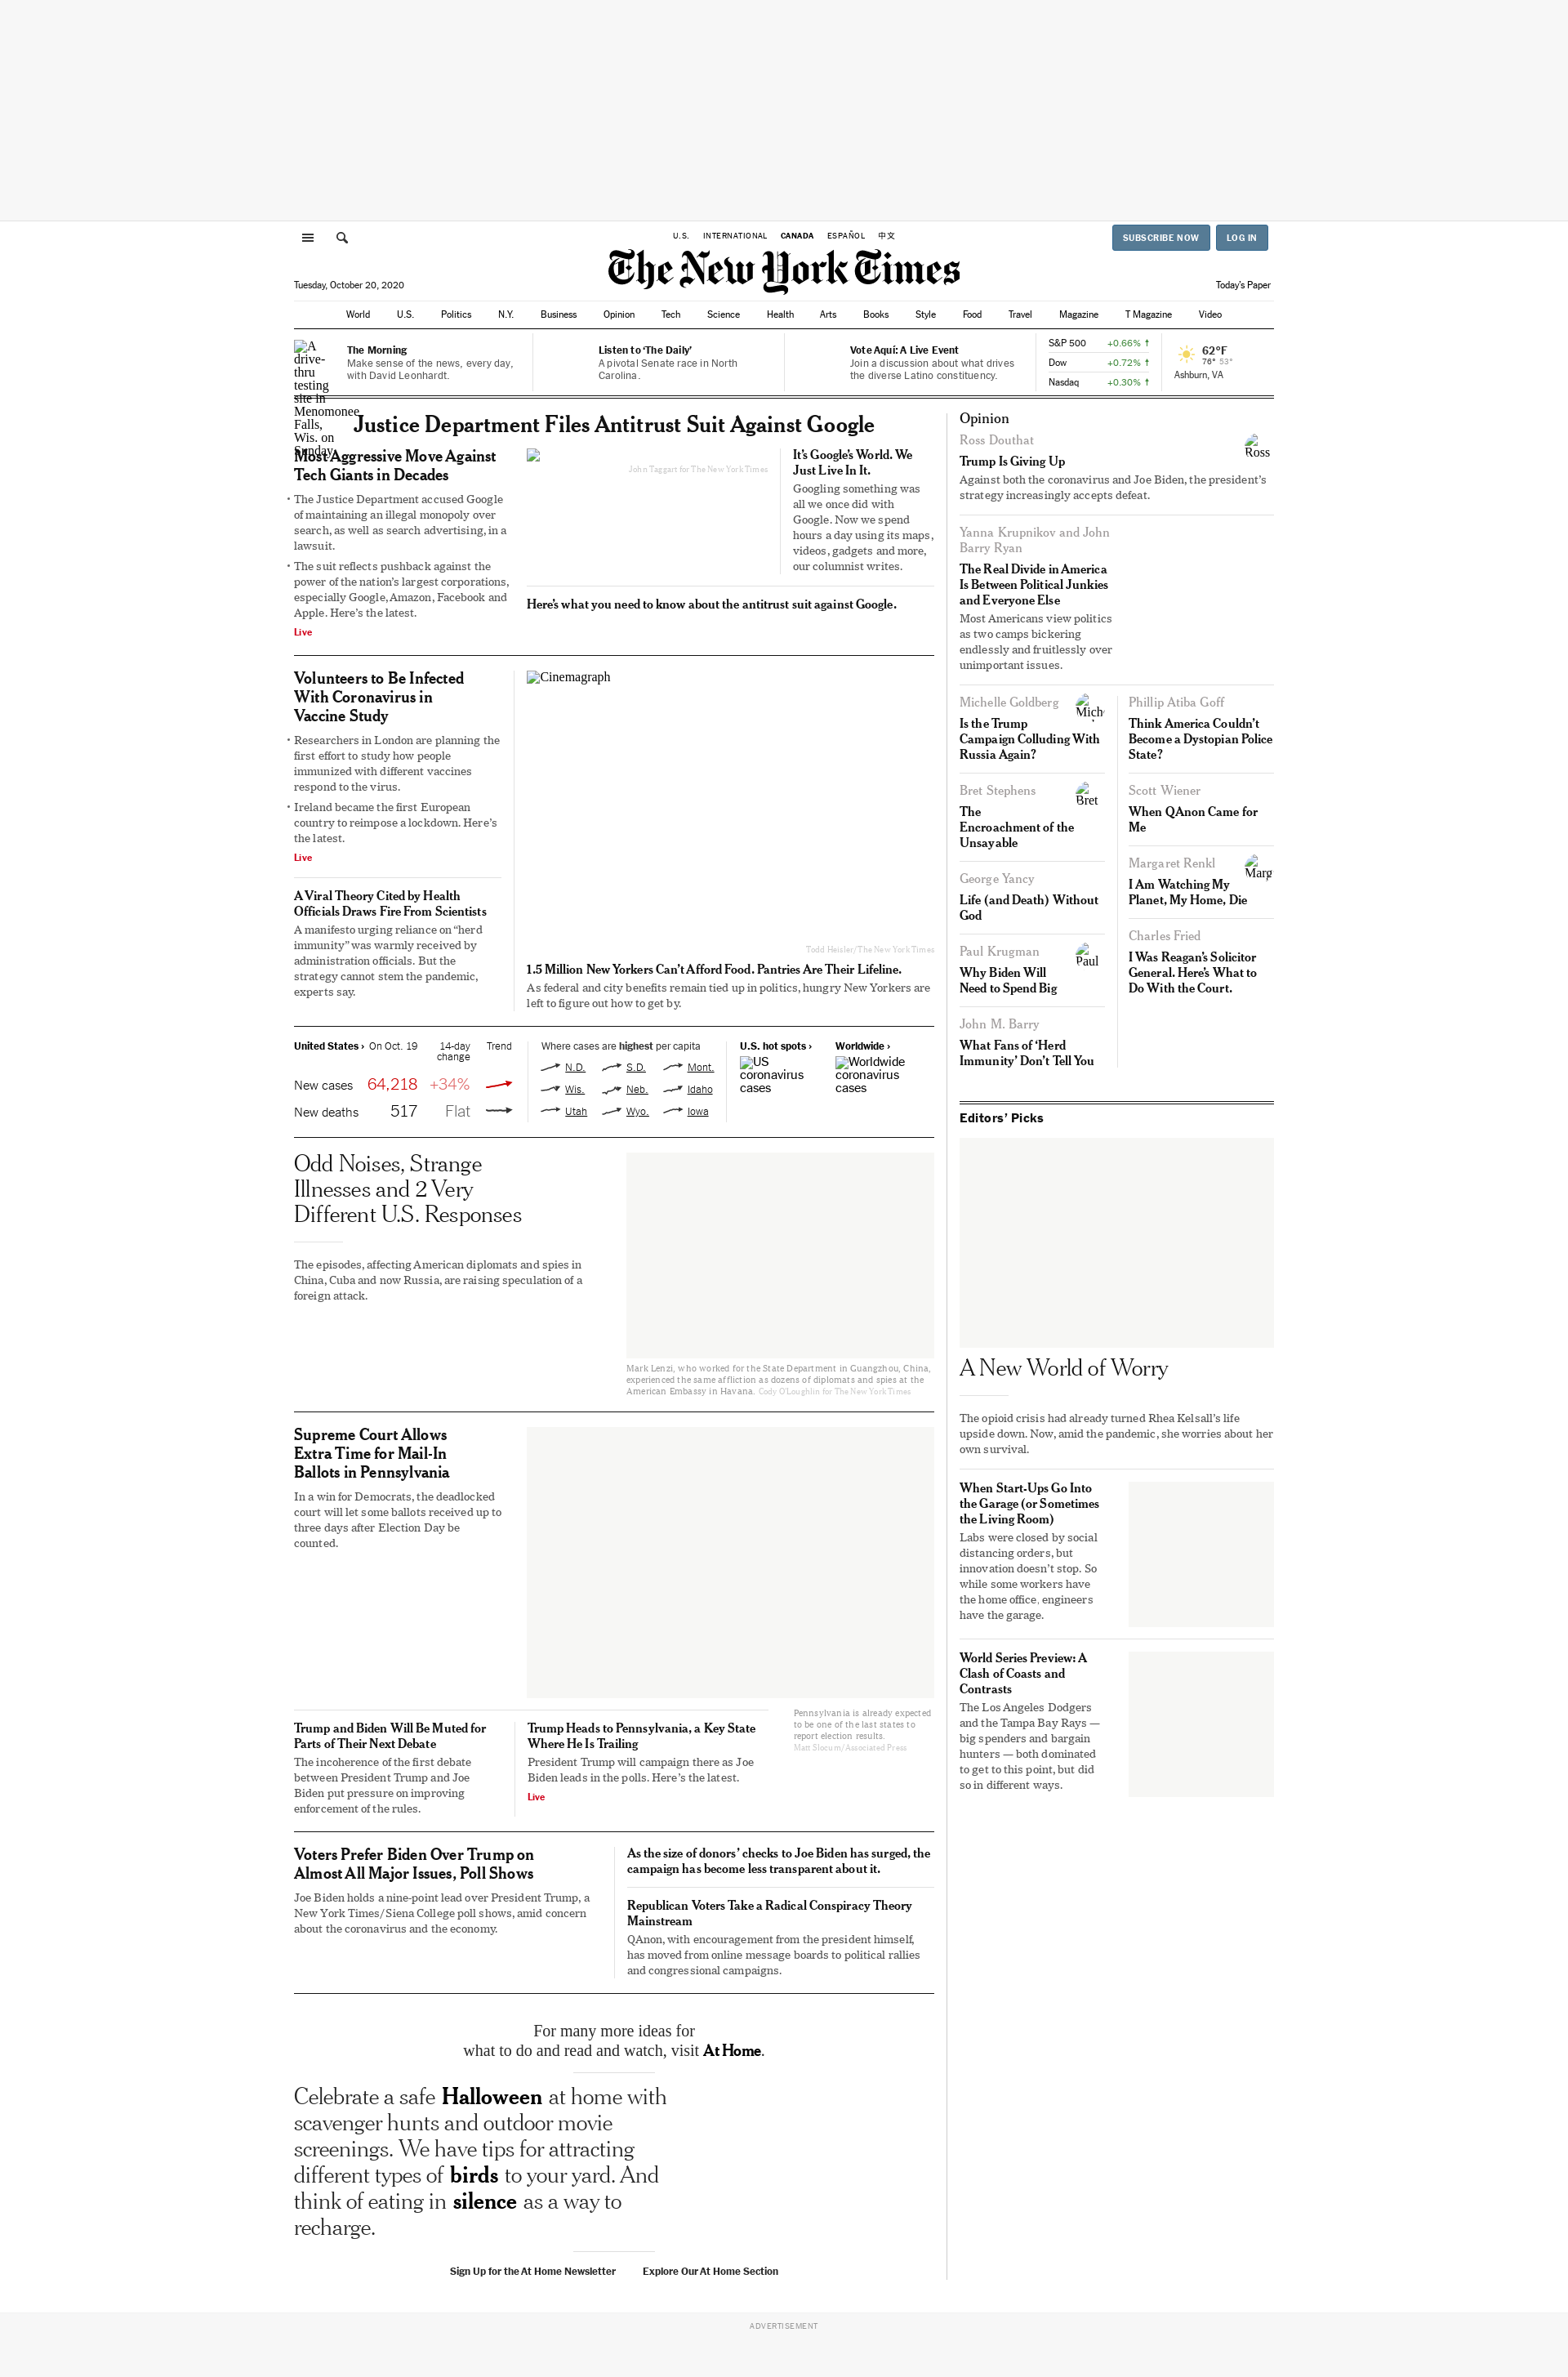 U.S. INTERNATIONAL CANADA ESPAÑOL 中文
SUBSCRIBE NOW LOG IN
The New York Times
Tuesday, October 20, 2020
Today's Paper
World U.S. Politics N.Y. Business Opinion Tech Science Health Arts Books Style Food Travel Magazine T Magazine Video
A
drive-
thru
testing
site in
Menomonee
Falls,
Wis. on
Sunday.
The Morning
Make sense of the news, every day,
with David Leonhardt.
Listen to ‘The Daily’
A pivotal Senate race in North
Carolina.
Vote Aquí: A Live Event
Join a discussion about what drives
the diverse Latino constituency.
S&P 500 +0.66%
Dow +0.72%
Nasdaq +0.30%
62°F
76° 53°
Ashburn, VA
Justice Department Files Antitrust Suit Against Google
Most Aggressive Move Against
Tech Giants in Decades
• The Justice Department accused Google
of maintaining an illegal monopoly over
search, as well as search advertising, in a
lawsuit.
• The suit reflects pushback against the
power of the nation’s largest corporations,
especially Google, Amazon, Facebook and
Apple. Here’s the latest.
Live
John Taggart for The New York Times
It’s Google’s World. We
Just Live In It.
Googling something was
all we once did with
Google. Now we spend
hours a day using its maps,
videos, gadgets and more,
our columnist writes.
Here’s what you need to know about the antitrust suit against Google.
Volunteers to Be Infected
With Coronavirus in
Vaccine Study
• Researchers in London are planning the
first effort to study how people
immunized with different vaccines
respond to the virus.
• Ireland became the first European
country to reimpose a lockdown. Here’s
the latest.
Live
A Viral Theory Cited by Health
Officials Draws Fire From Scientists
A manifesto urging reliance on “herd
immunity” was warmly received by
administration officials. But the
strategy cannot stem the pandemic,
experts say.
Cinemagraph
Todd Heisler/The New York Times
1.5 Million New Yorkers Can’t Afford Food. Pantries Are Their Lifeline.
As federal and city benefits remain tied up in politics, hungry New Yorkers are
left to figure out how to get by.
United States › On Oct. 19 14-day Trend
change
New cases 64,218 +34%
New deaths 517 Flat
Where cases are highest per capita
N.D. S.D. Mont.
Wis. Neb. Idaho
Utah Wyo. Iowa
U.S. hot spots ›
US
coronavirus
cases
Worldwide ›
Worldwide
coronavirus
cases
Odd Noises, Strange
Illnesses and 2 Very
Different U.S. Responses
The episodes, affecting American diplomats and spies in
China, Cuba and now Russia, are raising speculation of a
foreign attack.
Mark Lenzi, who worked for the State Department in Guangzhou, China,
experienced the same affliction as dozens of diplomats and spies at the
American Embassy in Havana. Cody O’Loughlin for The New York Times
Supreme Court Allows
Extra Time for Mail-In
Ballots in Pennsylvania
In a win for Democrats, the deadlocked
court will let some ballots received up to
three days after Election Day be
counted.
Pennsylvania is already expected
to be one of the last states to
report election results.
Matt Slocum/Associated Press
Trump and Biden Will Be Muted for
Parts of Their Next Debate
The incoherence of the first debate
between President Trump and Joe
Biden put pressure on improving
enforcement of the rules.
Trump Heads to Pennsylvania, a Key State
Where He Is Trailing
President Trump will campaign there as Joe
Biden leads in the polls. Here’s the latest.
Live
Voters Prefer Biden Over Trump on
Almost All Major Issues, Poll Shows
Joe Biden holds a nine-point lead over President Trump, a
New York Times/Siena College poll shows, amid concern
about the coronavirus and the economy.
As the size of donors’ checks to Joe Biden has surged, the
campaign has become less transparent about it.
Republican Voters Take a Radical Conspiracy Theory
Mainstream
QAnon, with encouragement from the president himself,
has moved from online message boards to political rallies
and congressional campaigns.
For many more ideas for
what to do and read and watch, visit At Home.
Celebrate a safe Halloween at home with
scavenger hunts and outdoor movie
screenings. We have tips for attracting
different types of birds to your yard. And
think of eating in silence as a way to
recharge.
Sign Up for the At Home Newsletter Explore Our At Home Section
Opinion
Ross Douthat
Ross
Trump Is Giving Up
Against both the coronavirus and Joe Biden, the president’s
strategy increasingly accepts defeat.
Yanna Krupnikov and John
Barry Ryan
The Real Divide in America
Is Between Political Junkies
and Everyone Else
Most Americans view politics
as two camps bickering
endlessly and fruitlessly over
unimportant issues.
Michelle Goldberg
Is the Trump
Campaign Colluding With
Russia Again?
Bret Stephens
Bret
The
Encroachment of the
Unsayable
George Yancy
Life (and Death) Without
God
Paul Krugman
Paul
Why Biden Will
Need to Spend Big
John M. Barry
What Fans of ‘Herd
Immunity’ Don’t Tell You
Phillip Atiba Goff
Think America Couldn’t
Become a Dystopian Police
State?
Scott Wiener
When QAnon Came for
Me
Margaret Renkl
I Am Watching My
Planet, My Home, Die
Charles Fried
I Was Reagan’s Solicitor
General. Here’s What to
Do With the Court.
Editors’ Picks
A New World of Worry
The opioid crisis had already turned Rhea Kelsall’s life
upside down. Now, amid the pandemic, she worries about her
own survival.
When Start-Ups Go Into
the Garage (or Sometimes
the Living Room)
Labs were closed by social
distancing orders, but
innovation doesn’t stop. So
while some workers have
the home office, engineers
have the garage.
World Series Preview: A
Clash of Coasts and
Contrasts
The Los Angeles Dodgers
and the Tampa Bay Rays —
big spenders and bargain
hunters — both dominated
to get to this point, but did
so in different ways.
ADVERTISEMENT